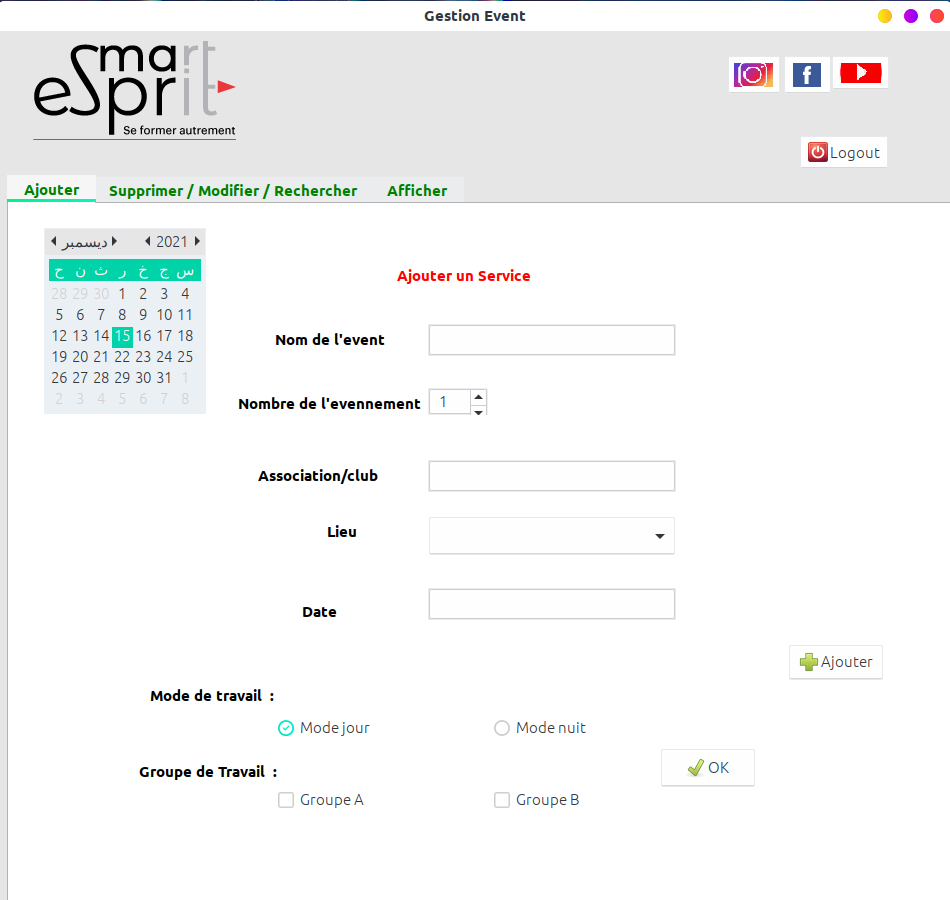 Gestion Event
Smart
eSprit
Se former autrement
Logout
Ajouter
Supprimer / Modifier / Rechercher
Afficher
ديسمبر 2021
ح ن ث ر خ ج س
28 29 30 1 2 3 4
5 6 7 8 9 10 11
12 13 14 15 16 17 18
19 20 21 22 23 24 25
26 27 28 29 30 31 1
2 3 4 5 6 7 8
Ajouter un Service
Nom de l'event
Nombre de l'evennement 1
Association/club
Lieu
Date
Ajouter
Mode de travail :
Mode jour
Mode nuit
Groupe de Travail :
OK
Groupe A
Groupe B